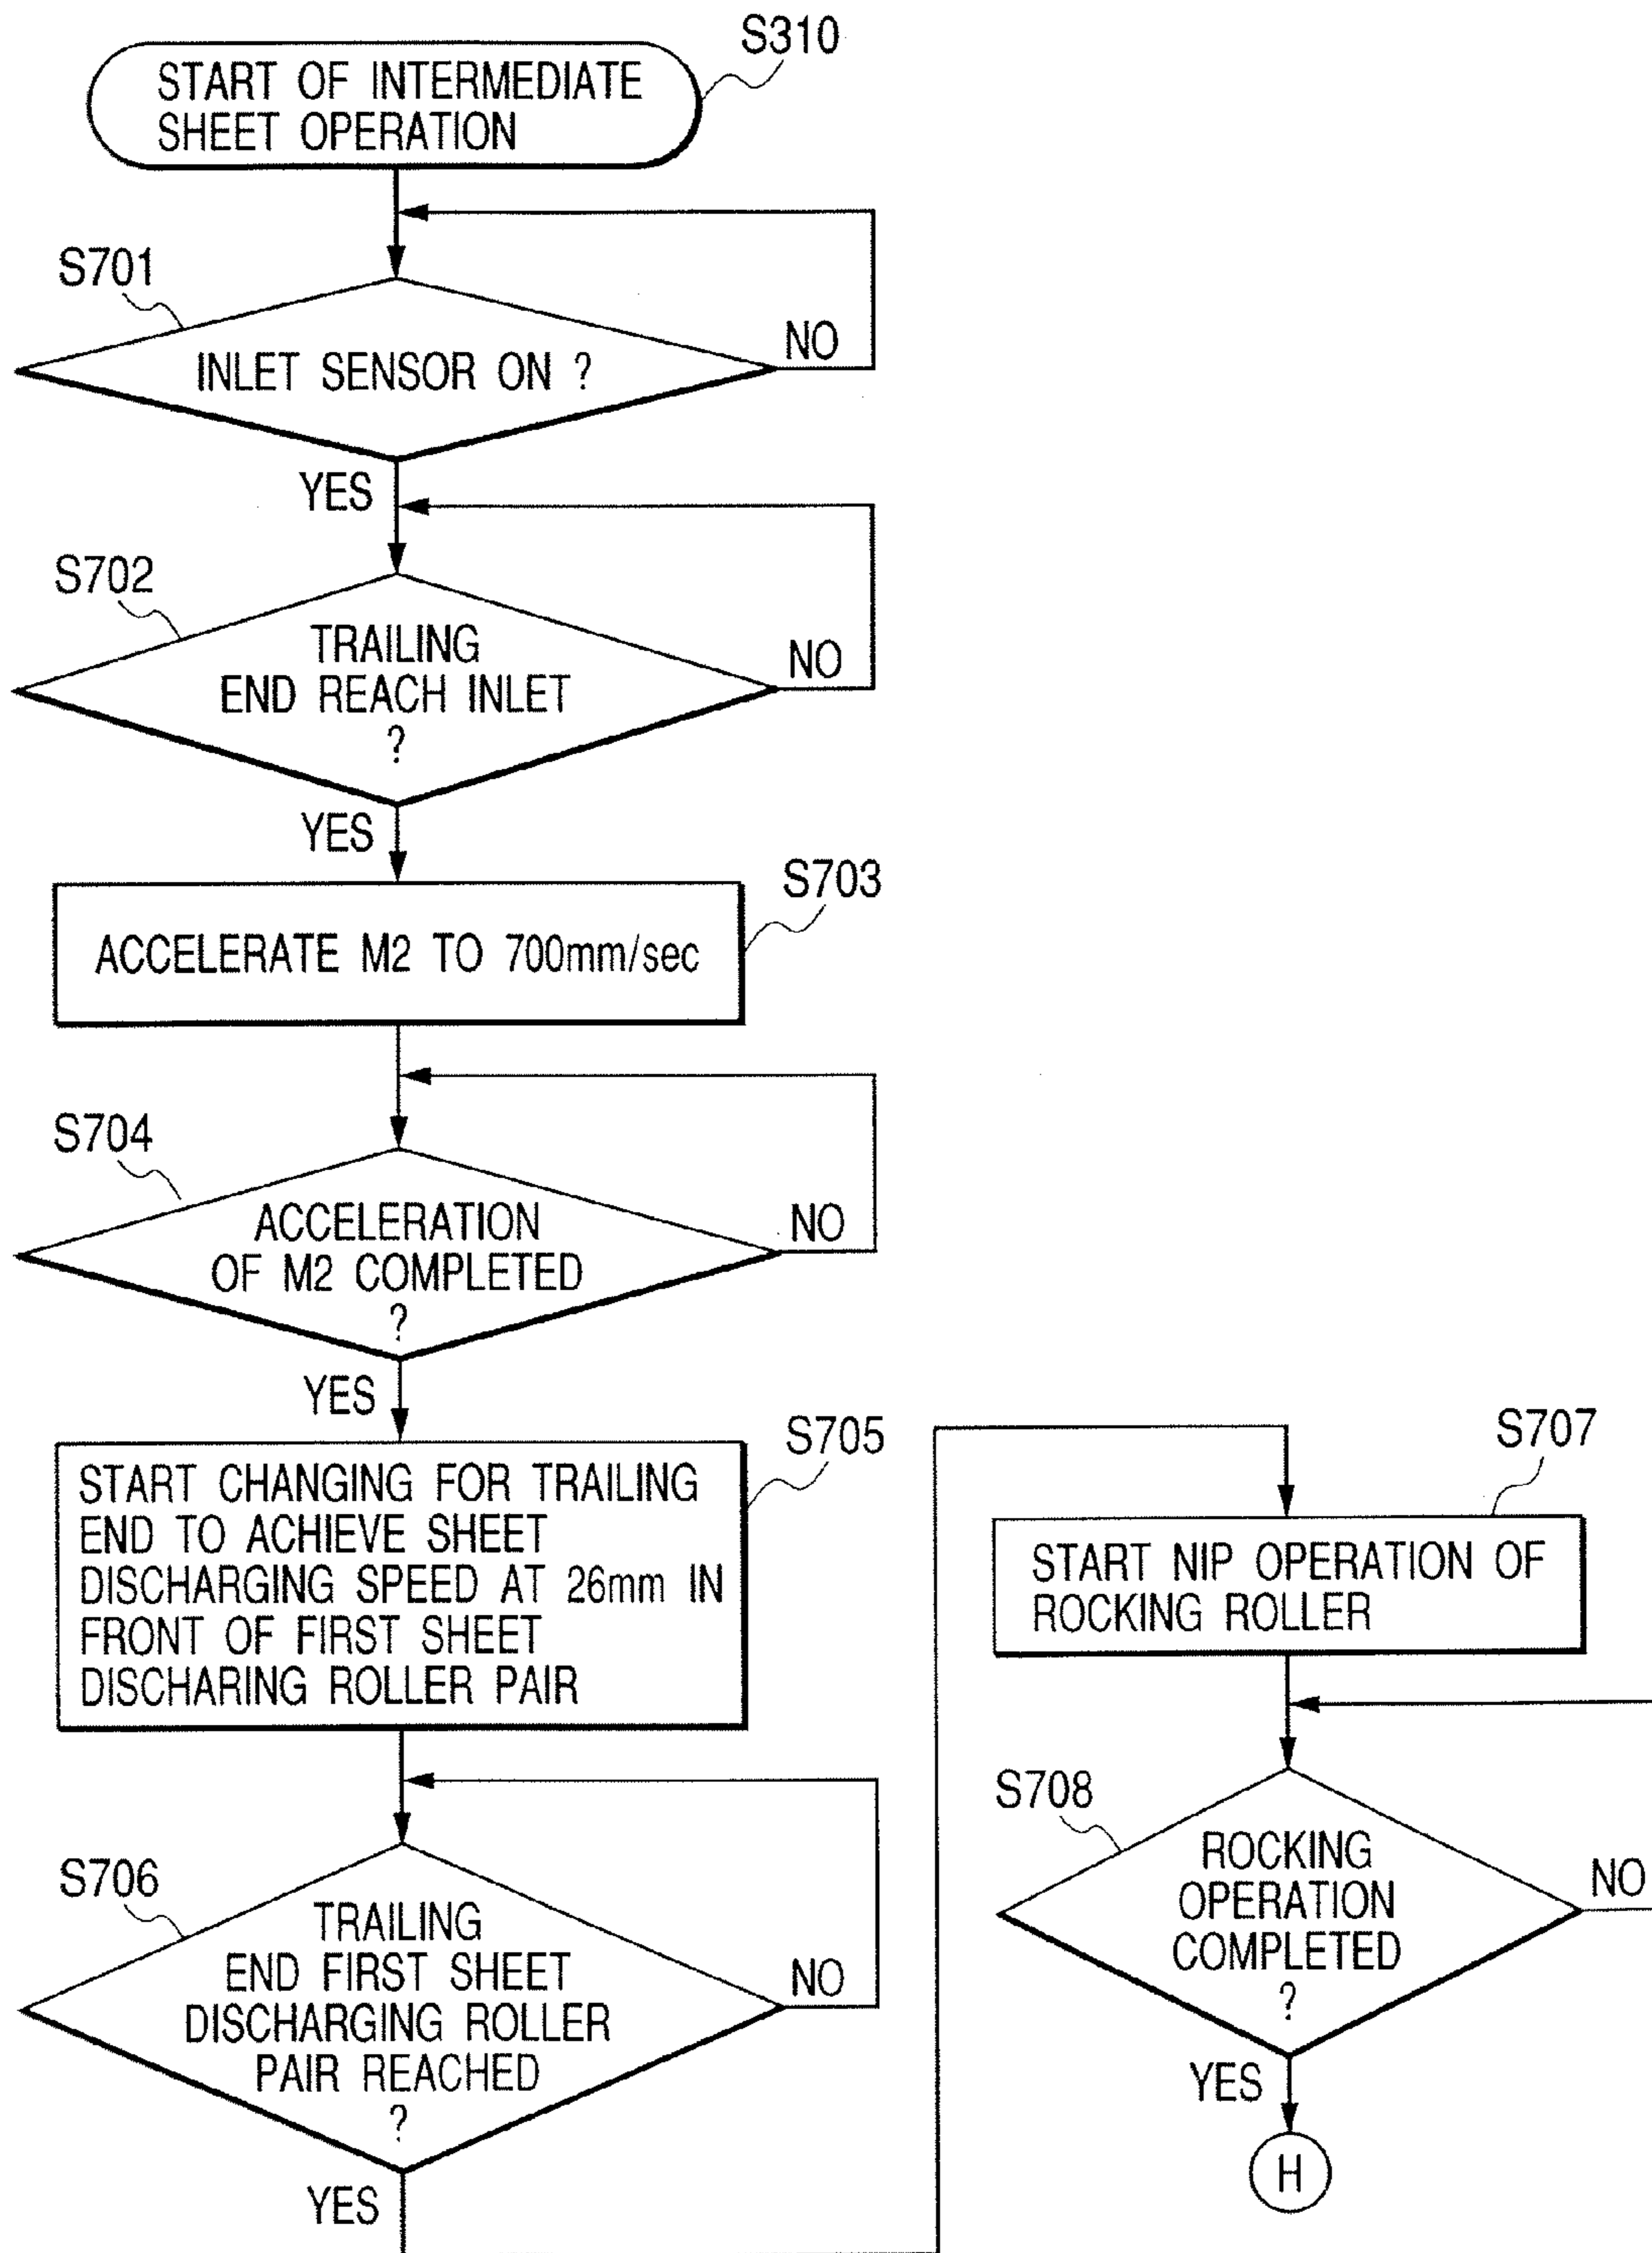 S310
START OF INTERMEDIATE
SHEET OPERATION
S701
INLET SENSOR ON ?
NO
YES
S702
TRAILING
END REACH INLET
?
NO
YES
S703
ACCELERATE M2 TO 700mm/sec
S704
ACCELERATION
OF M2 COMPLETED
?
NO
YES
S705
START CHANGING FOR TRAILING
END TO ACHIEVE SHEET
DISCHARGING SPEED AT 26mm IN
FRONT OF FIRST SHEET
DISCHARING ROLLER PAIR
S706
TRAILING
END FIRST SHEET
DISCHARGING ROLLER
PAIR REACHED
?
NO
YES
S707
START NIP OPERATION OF
ROCKING ROLLER
S708
ROCKING
OPERATION
COMPLETED
?
NO
YES
H